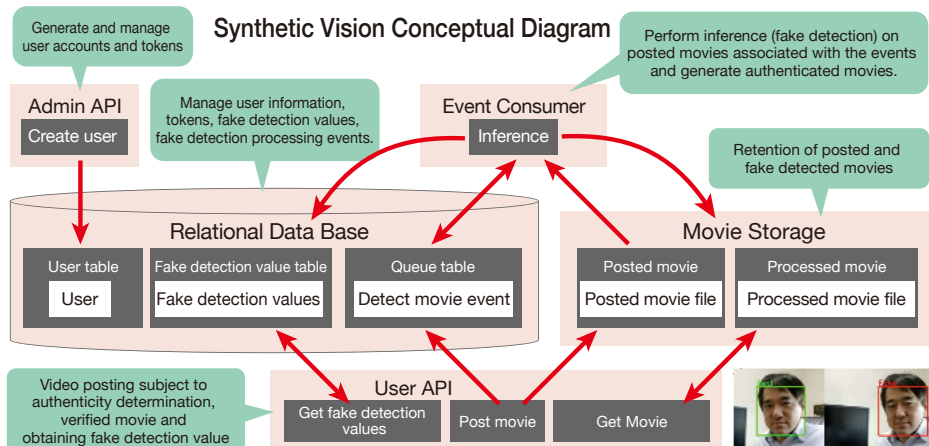 Synthetic Vision Conceptual Diagram
Generate and manage
user accounts and tokens
Perform inference (fake detection) on
posted movies associated with the events
and generate authenticated movies.
Admin API
Create user
Manage user information,
tokens, fake detection values,
fake detection processing events.
Event Consumer
Inference
Retention of posted and
fake detected movies
Relational Data Base
User table
User
Fake detection value table
Fake detection values
Queue table
Detect movie event
Movie Storage
Posted movie
Posted movie file
Processed movie
Processed movie file
Video posting subject to
authenticity determination,
verified movie and
obtaining fake detection value
User API
Get fake detection
values
Post movie
Get Movie